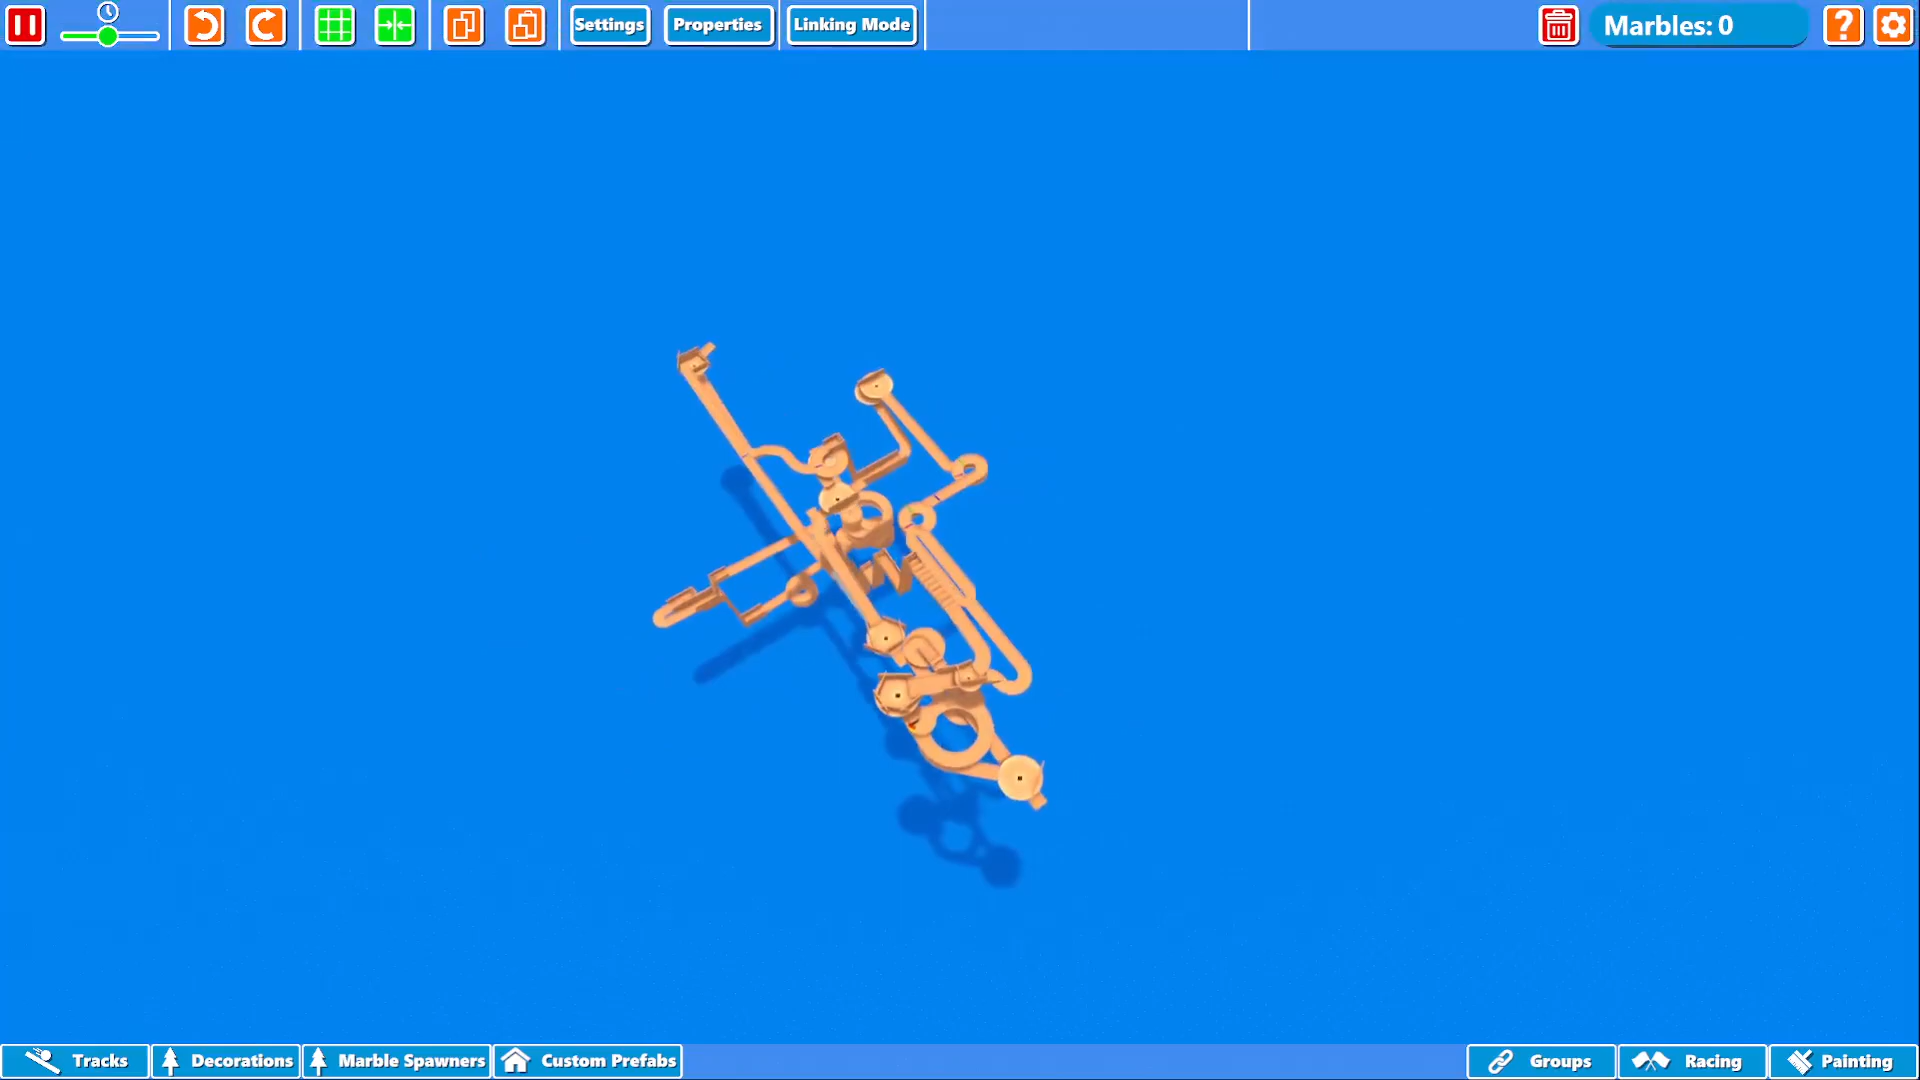 Settings
Properties
Linking Mode
Marbles: 0
?
Tracks
Decorations
Marble Spawners
Custom Prefabs
Groups
Racing
Painting